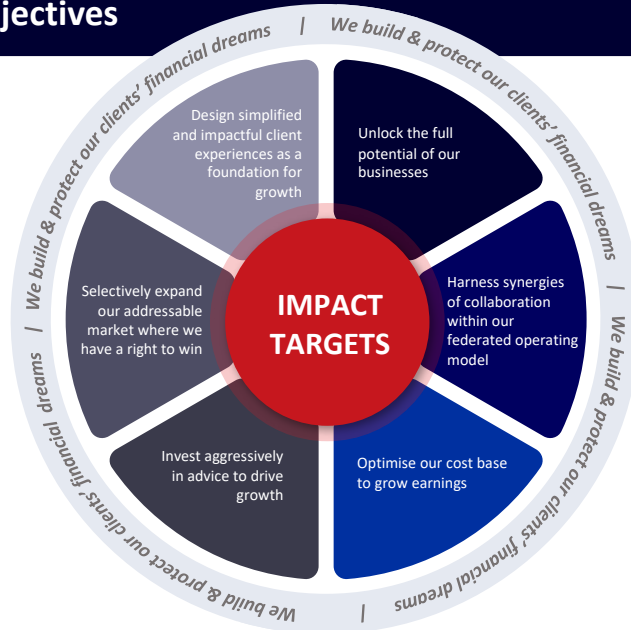 jectives
We build & protect our clients' financial dreams |
We build & protect our clients' financial dreams |
We build & protect our clients' financial dreams |
We build & protect our clients' financial dreams |
Unlock the full
potential of our
businesses
Harness synergies
of collaboration
within our
federated operating
model
Optimise our cost base
to grow earnings
Invest aggressively
in advice to drive
growth
Selectively expand
our addressable
market where we
have a right to win
Design simplified
and impactful client
experiences as a
foundation for
growth
IMPACT
TARGETS